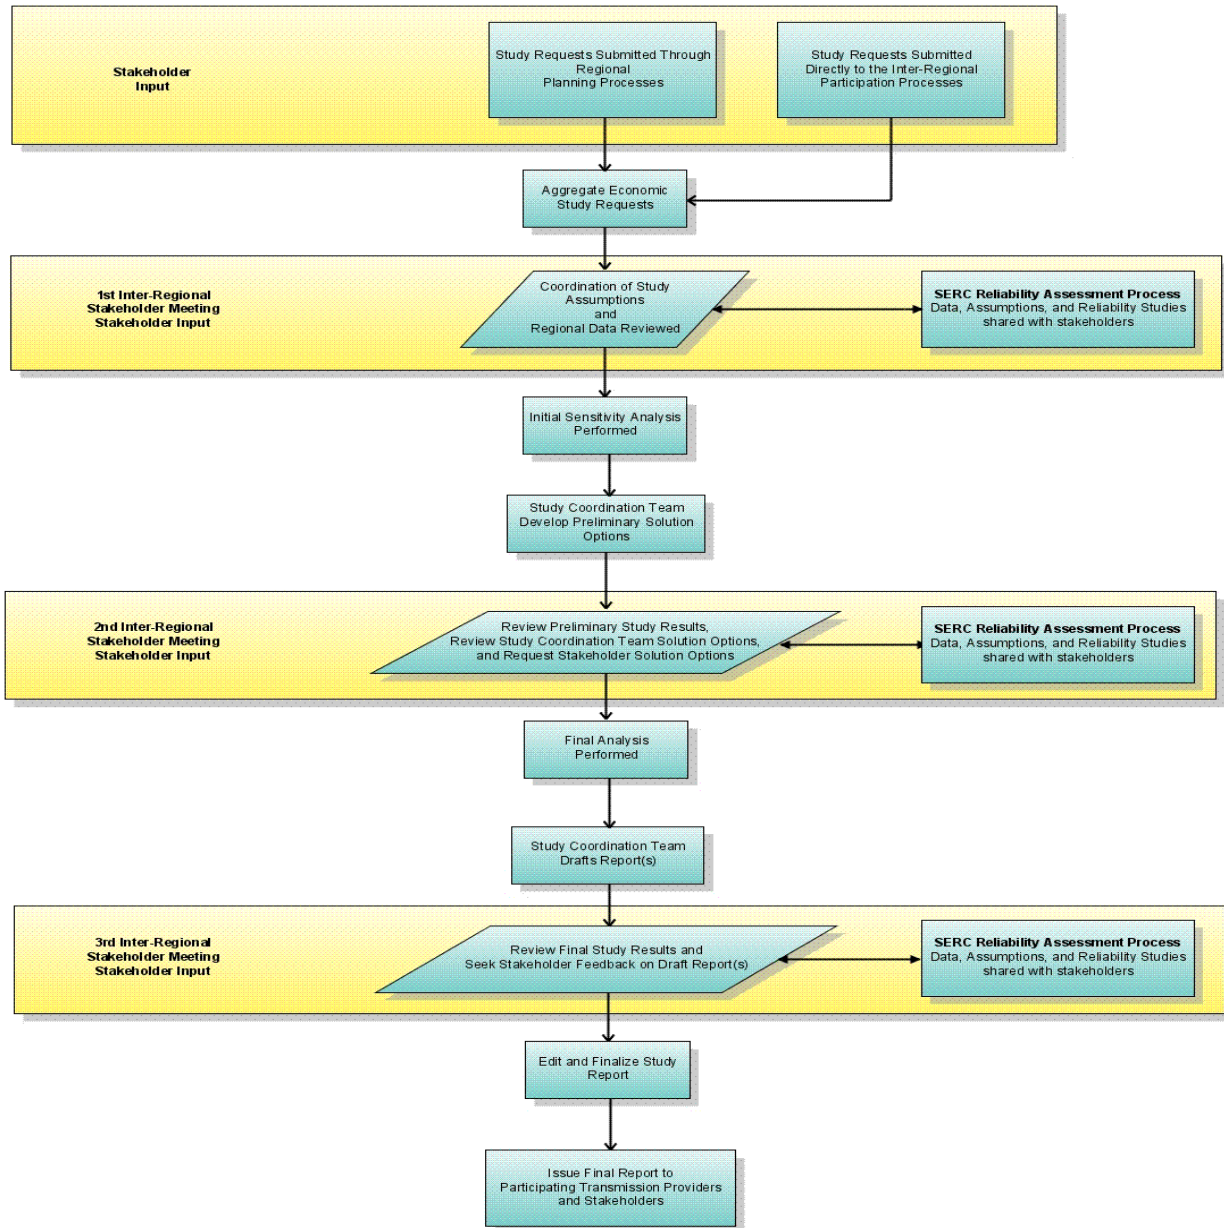 Stakeholder
Input
Study Requests Submitted Through
Regional
Planning Processes
Study Requests Submitted
Directly to the Inter-Regional
Participation Processes
Aggregate Economic
Study Requests
1st Inter-Regional
Stakeholder Meeting
Stakeholder Input
Coordination of Study
Assumptions
and
Regional Data Reviewed
SERC Reliability Assessment Process
Data, Assumptions, and Reliability Studies
shared with stakeholders
Initial Sensitivity Analysis
Performed
Study Coordination Team
Develop Preliminary Solution
Options
2nd Inter-Regional
Stakeholder Meeting
Stakeholder Input
Review Preliminary Study Results,
Review Study Coordination Team Solution Options,
and Request Stakeholder Solution Options
SERC Reliability Assessment Process
Data, Assumptions, and Reliability Studies
shared with stakeholders
Final Analysis
Performed
Study Coordination Team
Drafts Report(s)
3rd Inter-Regional
Stakeholder Meeting
Stakeholder Input
Review Final Study Results and
Seek Stakeholder Feedback on Draft Report(s)
SERC Reliability Assessment Process
Data, Assumptions, and Reliability Studies
shared with stakeholders
Edit and Finalize Study
Report
Issue Final Report to
Participating Transmission Providers
and Stakeholders